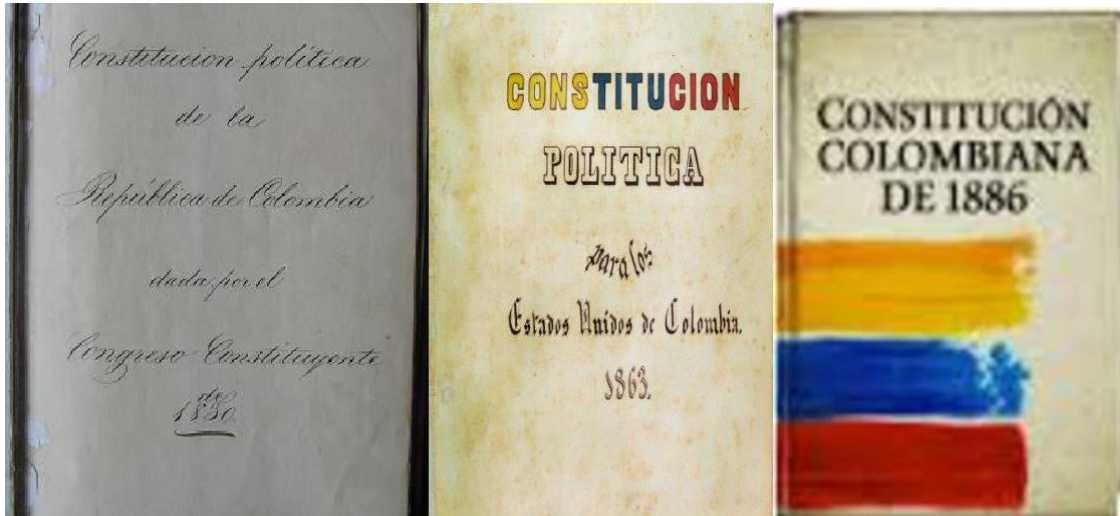 Constitucion politica
de la
República de Colombia
dada por el
Congreso Constituyente
de
1830
CONSTITUCION
POLITICA
para los
Estados Unidos de Colombia.
1863.
CONSTITUCIÓN
COLOMBIANA
DE 1886